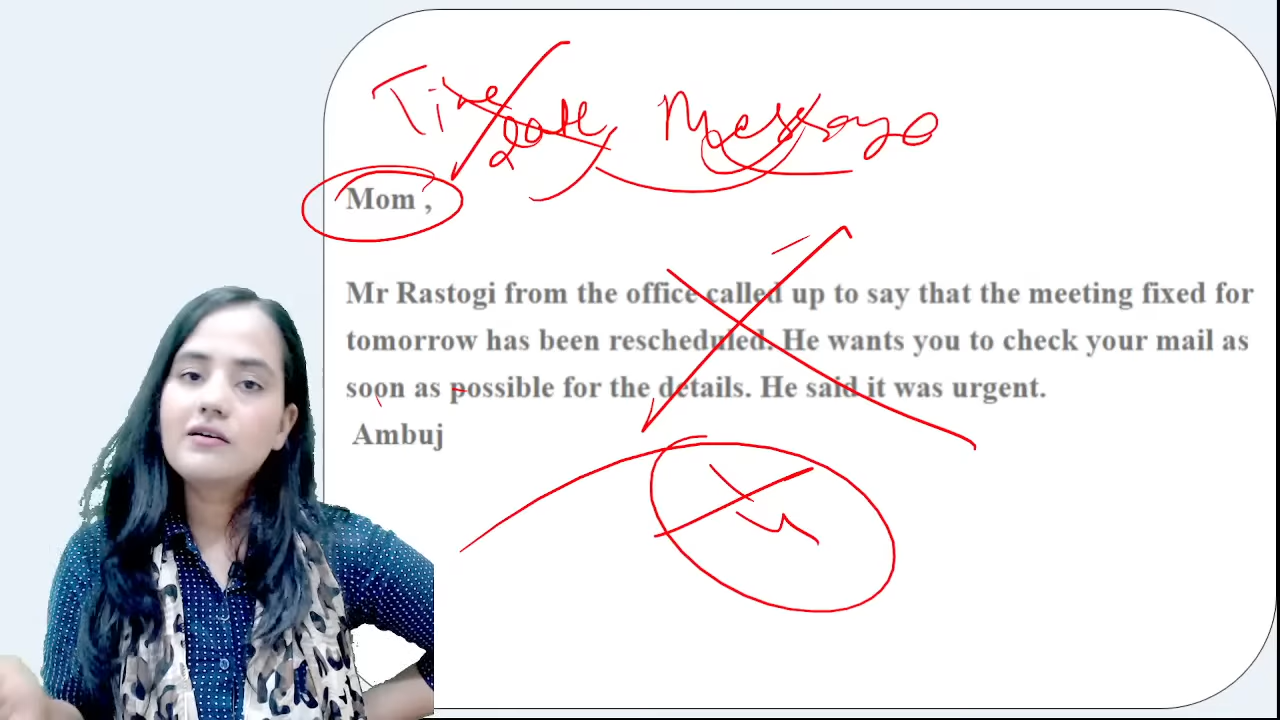 Time
Date Message
Mom ,
Mr Rastogi from the office called up to say that the meeting fixed for
tomorrow has been rescheduled. He wants you to check your mail as
soon as possible for the details. He said it was urgent.
Ambuj